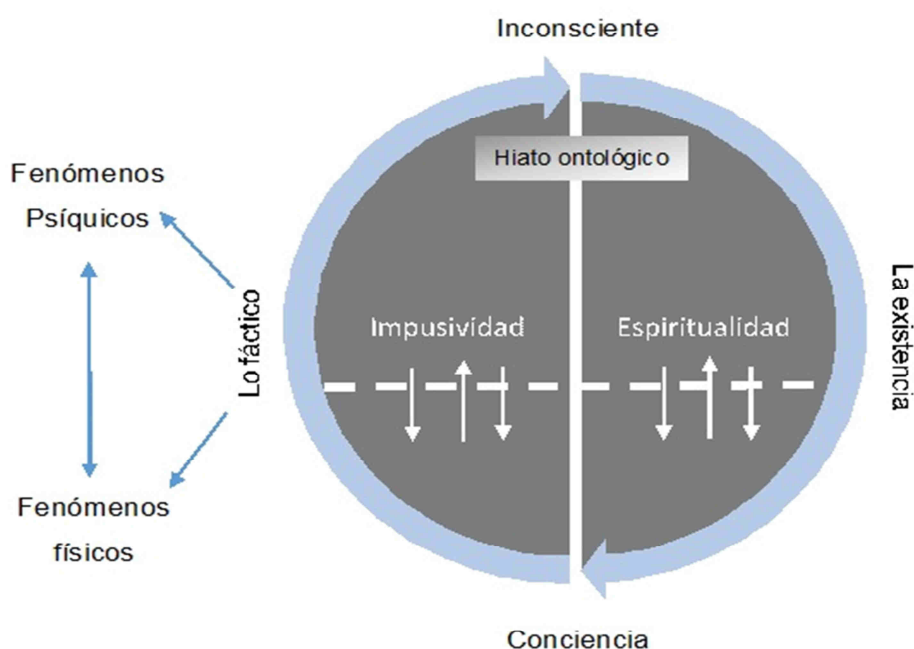 Inconsciente
Hiato ontológico
Fenómenos
Psíquicos
Lo fáctico
Impusividad
Espiritualidad
La existencia
Fenómenos
físicos
Conciencia